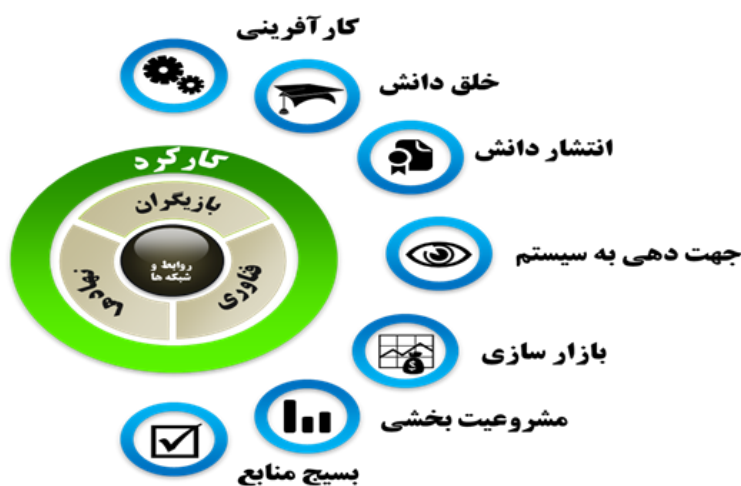 کارآفرینی
خلق دانش
انتشار دانش
کارکرد
بازیگران
جهت دهی به سیستم
روابط و
شبکه ها
نهادی
فناوری
بازار سازی
مشروعیت بخشی
بسیج منابع